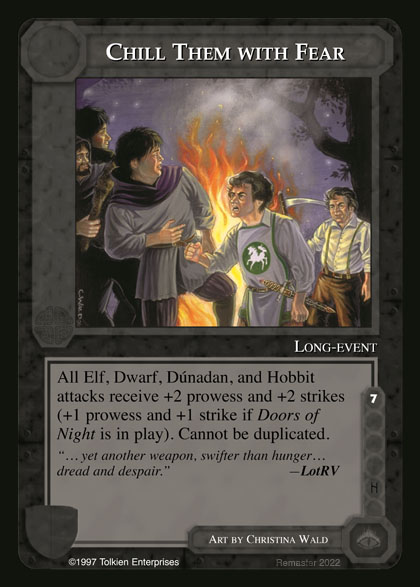 Chill Them with Fear
Long-event
All Elf, Dwarf, Dúnadan, and Hobbit
attacks receive +2 prowess and +2 strikes
(+1 prowess and +1 strike if Doors of
Night is in play). Cannot be duplicated.
“… yet another weapon, swifter than hunger…
dread and despair.” –LotRV
7
H
Art by Christina Wald
©1997 Tolkien Enterprises
Remaster 2022